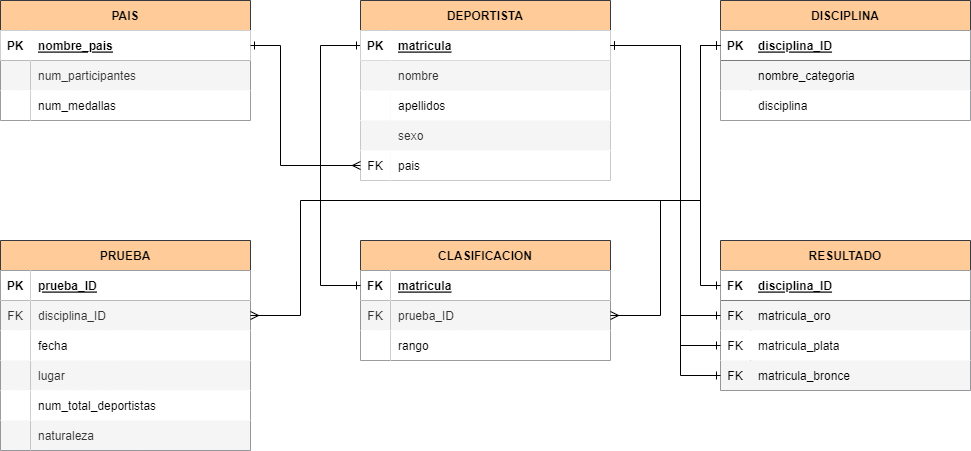 PAIS
PK nombre_pais
num_participantes
num_medallas
DEPORTISTA
PK matricula
nombre
apellidos
sexo
FK pais
DISCIPLINA
PK disciplina_ID
nombre_categoria
disciplina
PRUEBA
PK prueba_ID
FK disciplina_ID
fecha
lugar
num_total_deportistas
naturaleza
CLASIFICACION
FK matricula
FK prueba_ID
rango
RESULTADO
FK disciplina_ID
FK matricula_oro
FK matricula_plata
FK matricula_bronce